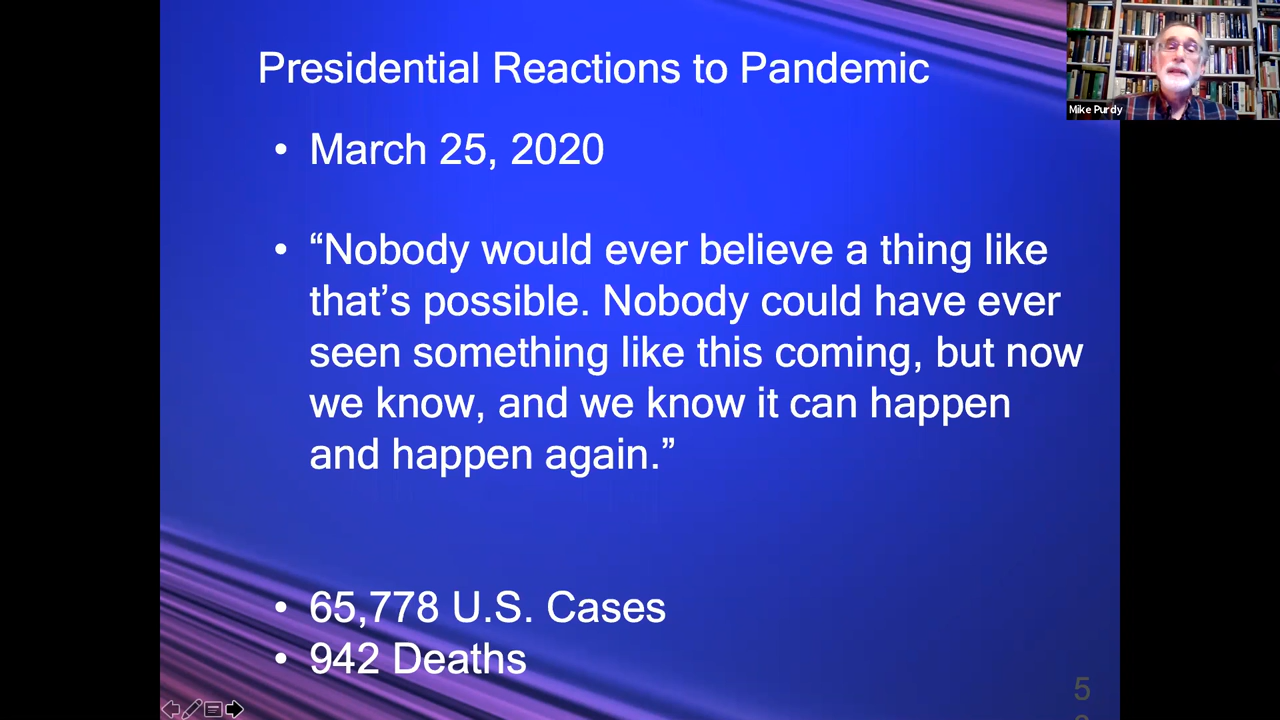 Presidential Reactions to Pandemic
Mike Purdy
• March 25, 2020
• “Nobody would ever believe a thing like
that’s possible. Nobody could have ever
seen something like this coming, but now
we know, and we know it can happen
and happen again.”
• 65,778 U.S. Cases
• 942 Deaths
5